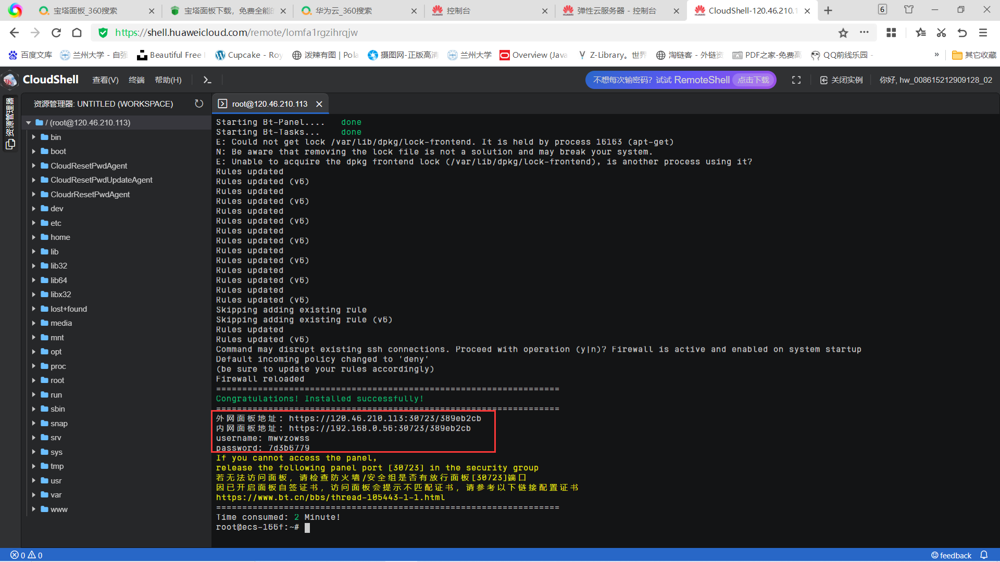 宝塔面板_360搜索
宝塔面板下载，免费全能的
华为云_360搜索
控制台
弹性云服务器 - 控制台
CloudShell-120.46.210.1
6
https://shell.huaweicloud.com/remote/lomfa1rgzihrqjw
百度文库
兰州大学 - 自强
Beautiful Free
Cupcake - Roy
泼辣有图 | Pola
摄图网-正版高清
兰州大学
Overview (Java
Z-Library。世界
淘链客 - 外链资
PDF之家-免费高
QQ前线乐园 -
»
其它收藏
CloudShell
查看(V)
终端
帮助(H)
不想每次输密码？试试 RemoteShell 点击下载
关闭实例
你好, hw_008615212909128_02
资源管理器
资源管理器: UNTITLED (WORKSPACE)
/ (root@120.46.210.113)
bin
boot
CloudResetPwdAgent
CloudResetPwdUpdateAgent
CloudrResetPwdAgent
dev
etc
home
lib
lib32
lib64
libx32
lost+found
media
mnt
opt
proc
root
run
sbin
snap
srv
sys
tmp
usr
var
www
root@120.46.210.113
Starting Bt-Panel.... done
Starting Bt-Tasks... done
E: Could not get lock /var/lib/dpkg/lock-frontend. It is held by process 16163 (apt-get)
N: Be aware that removing the lock file is not a solution and may break your system.
E: Unable to acquire the dpkg frontend lock (/var/lib/dpkg/lock-frontend), is another process using it?
Rules updated
Rules updated (v6)
Rules updated
Rules updated (v6)
Rules updated
Rules updated (v6)
Rules updated
Rules updated (v6)
Rules updated
Rules updated (v6)
Rules updated
Rules updated (v6)
Rules updated
Rules updated (v6)
Skipping adding existing rule
Skipping adding existing rule (v6)
Rules updated
Rules updated (v6)
Command may disrupt existing ssh connections. Proceed with operation (y|n)? Firewall is active and enabled on system startup
Default incoming policy changed to 'deny'
(be sure to update your rules accordingly)
Firewall reloaded
==================================================================
Congratulations! Installed successfully!
==================================================================
外网面板地址: https://120.46.210.113:30723/389eb2cb
内网面板地址: https://192.168.0.56:30723/389eb2cb
username: mwvzowss
password: 7d3b6779
If you cannot access the panel,
release the following panel port [30723] in the security group
若无法访问面板，请检查防火墙/安全组是否有放行面板[30723]端口
因已开启面板自签证书，访问面板会提示不匹配证书，请参考以下链接配置证书
https://www.bt.cn/bbs/thread-105443-1-1.html
==================================================================
Time consumed: 2 Minute!
root@ecs-166f:~#
0
0
feedback